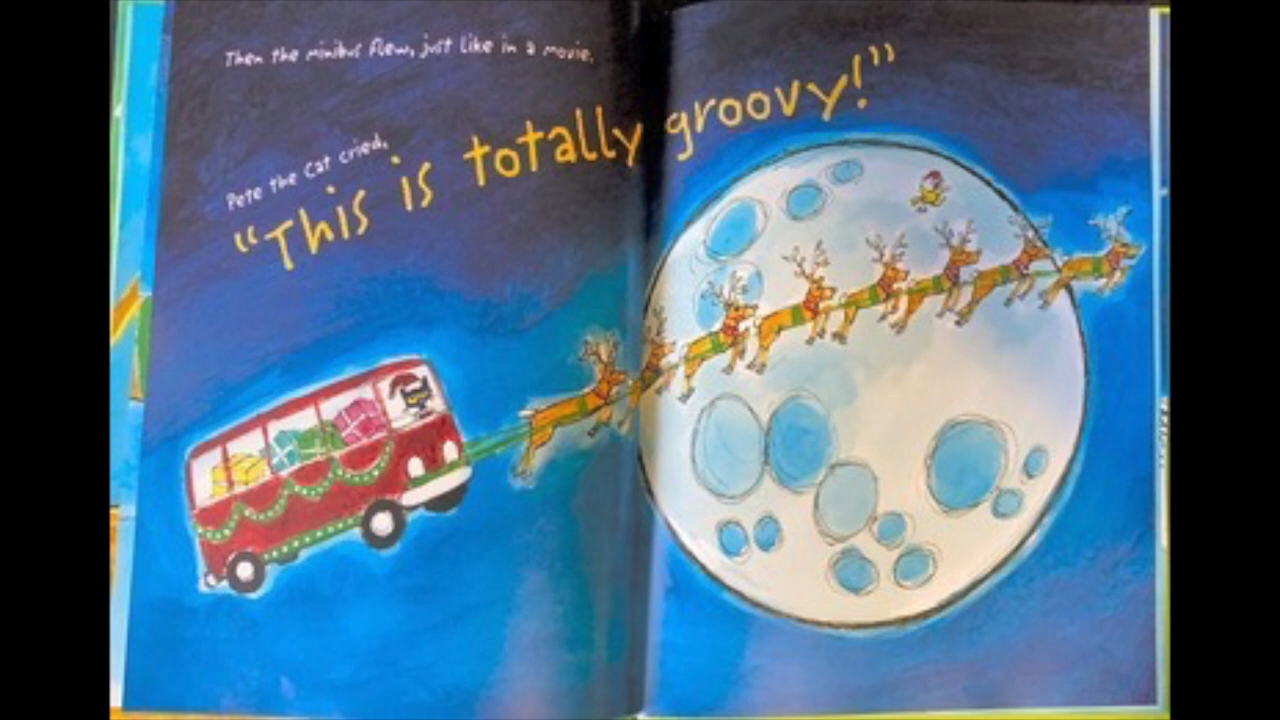 Then the minibus flew, just like in a movie.
Pete the Cat cried,
"This is totally groovy!"